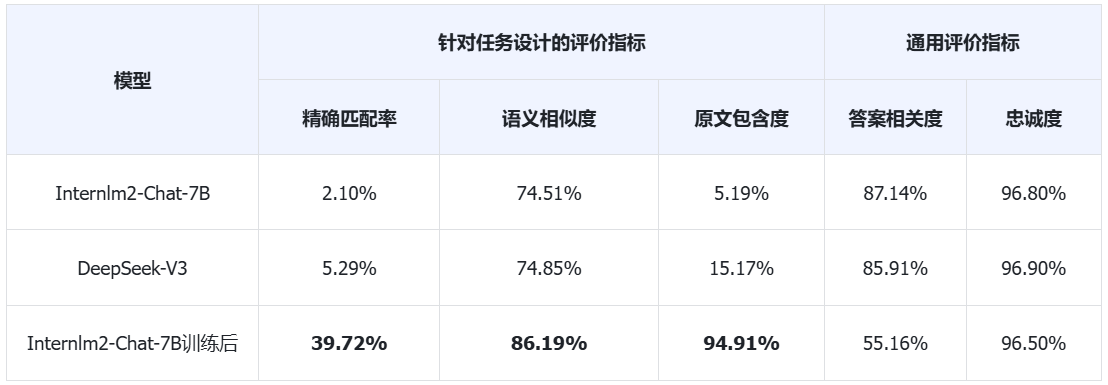 模型 针对任务设计的评价指标 通用评价指标
精确匹配率 语义相似度 原文包含度 答案相关度 忠诚度
Internlm2-Chat-7B 2.10% 74.51% 5.19% 87.14% 96.80%
DeepSeek-V3 5.29% 74.85% 15.17% 85.91% 96.90%
Internlm2-Chat-7B训练后 39.72% 86.19% 94.91% 55.16% 96.50%